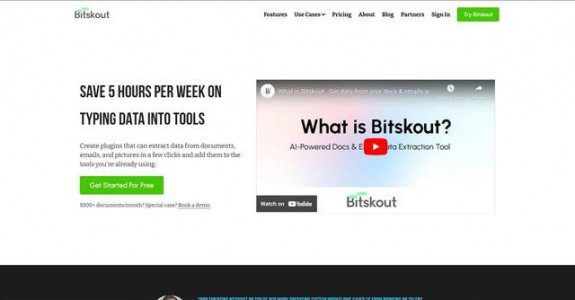 Bitskout
Features Use Cases Pricing About Blog Partners Sign In Try Bitskout
SAVE 5 HOURS PER WEEK ON
TYPING DATA INTO TOOLS
Create plugins that can extract data from documents,
emails, and pictures in a few clicks and add them to the
tools you're already using.
Get Started For Free
1000+ documents/month? Special case? Book a demo.
What is Bitskout -Get data from your docs & emails w...
What is Bitskout?
AI-Powered Docs & Data Extraction Tool
Watch on YouTube
Bitskout